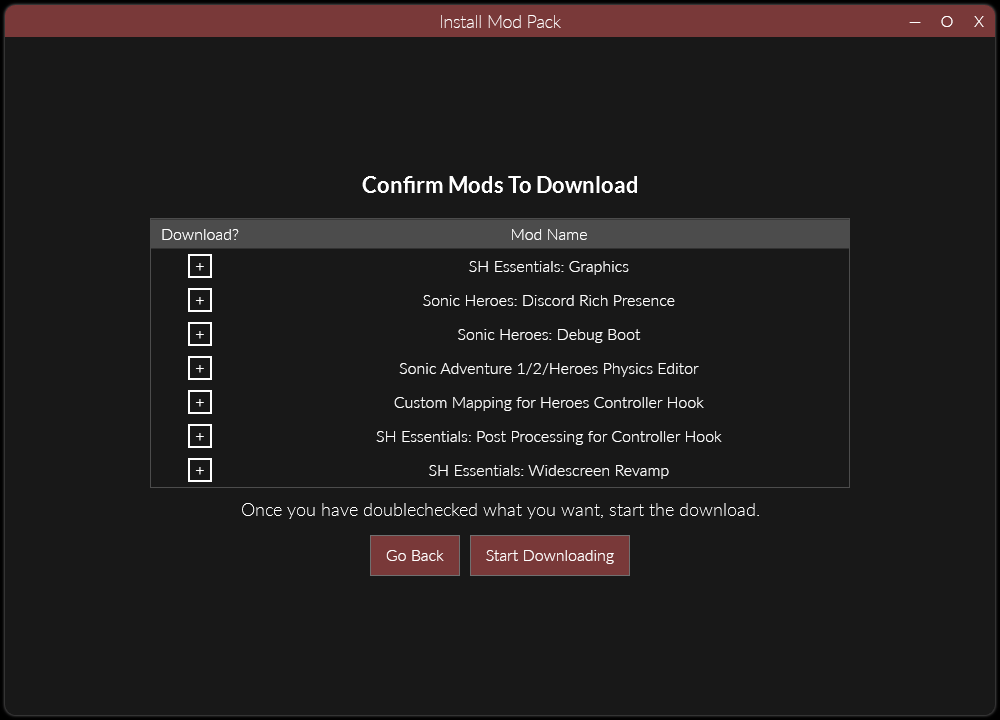 Install Mod Pack
— O X
Confirm Mods To Download
Download? Mod Name
+ SH Essentials: Graphics
+ Sonic Heroes: Discord Rich Presence
+ Sonic Heroes: Debug Boot
+ Sonic Adventure 1/2/Heroes Physics Editor
+ Custom Mapping for Heroes Controller Hook
+ SH Essentials: Post Processing for Controller Hook
+ SH Essentials: Widescreen Revamp
Once you have doublechecked what you want, start the download.
Go Back Start Downloading